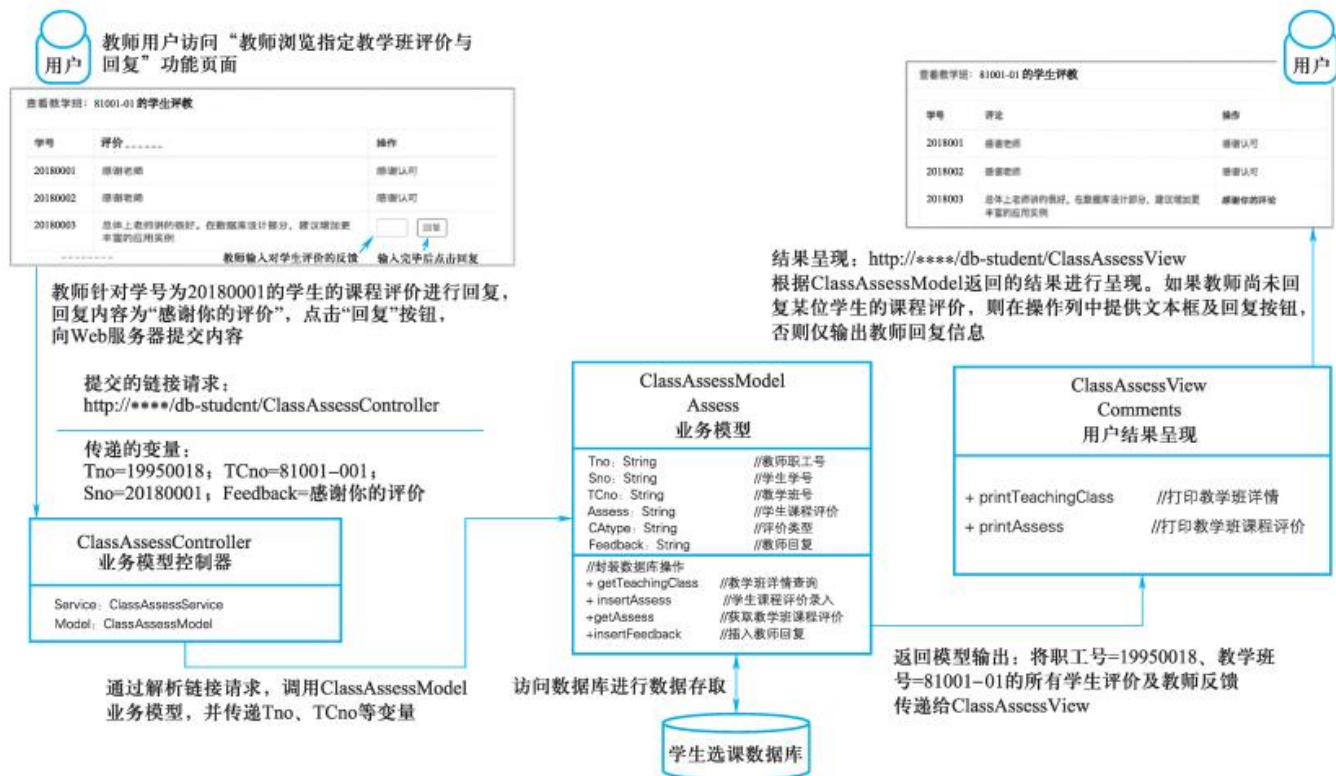 用户
教师用户访问“教师浏览指定教学班评价与
回复”功能页面
查看教学班：81001-01 的学生评教
学号 评价 操作
20180001 感谢老师 感谢认可
20180002 感谢老师 感谢认可
20180003 总体上老师讲的很好。在数据库设计部分，建议增加更
丰富的应用实例 回复
教师输入对学生评价的反馈 输入完毕后点击回复
教师针对学号为20180001的学生的课程评价进行回复，
回复内容为“感谢你的评价”，点击“回复”按钮，
向Web服务器提交内容
提交的链接请求：
http://****/db-student/ClassAssessController
传递的变量：
Tno=19950018；TCno=81001-001；
Sno=20180001；Feedback=感谢你的评价
ClassAssessController
业务模型控制器
Service：ClassAssessService
Model：ClassAssessModel
通过解析链接请求，调用ClassAssessModel
业务模型，并传递Tno、TCno等变量
ClassAssessModel
Assess
业务模型
Tno：String //教师职工号
Sno：String //学生学号
TCno：String //教学班号
Assess：String //学生课程评价
CAtype：String //评价类型
Feedback：String //教师回复
//封装数据库操作
+ getTeachingClass //教学班详情查询
+ insertAssess //学生课程评价录入
+getAssess //获取教学班课程评价
+insertFeedback //插入教师回复
访问数据库进行数据存取
学生选课数据库
用户
查看教学班：81001-01 的学生评教
学号 评论 操作
2018001 感谢老师 感谢认可
2018002 感谢老师 感谢认可
2018003 总体上老师讲的很好。在数据库设计部分，建议增加更 感谢你的评论
丰富的应用实例
结果呈现：http://****/db-student/ClassAssessView
根据ClassAssessModel返回的结果进行呈现。如果教师尚未回
复某位学生的课程评价，则在操作列中提供文本框及回复按钮，
否则仅输出教师回复信息
ClassAssessView
Comments
用户结果呈现
+ printTeachingClass //打印教学班详情
+ printAssess //打印教学班课程评价
返回模型输出：将职工号=19950018、教学班
号=81001-01的所有学生评价及教师反馈
传递给ClassAssessView